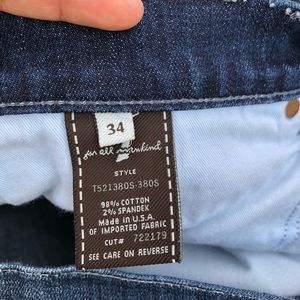 34
for all mankind
STYLE
T521380S-380S
98% COTTON
2% SPANDEX
MADE IN U.S.A.
OF IMPORTED FABRIC
CUT# 722179
SEE CARE ON REVERSE